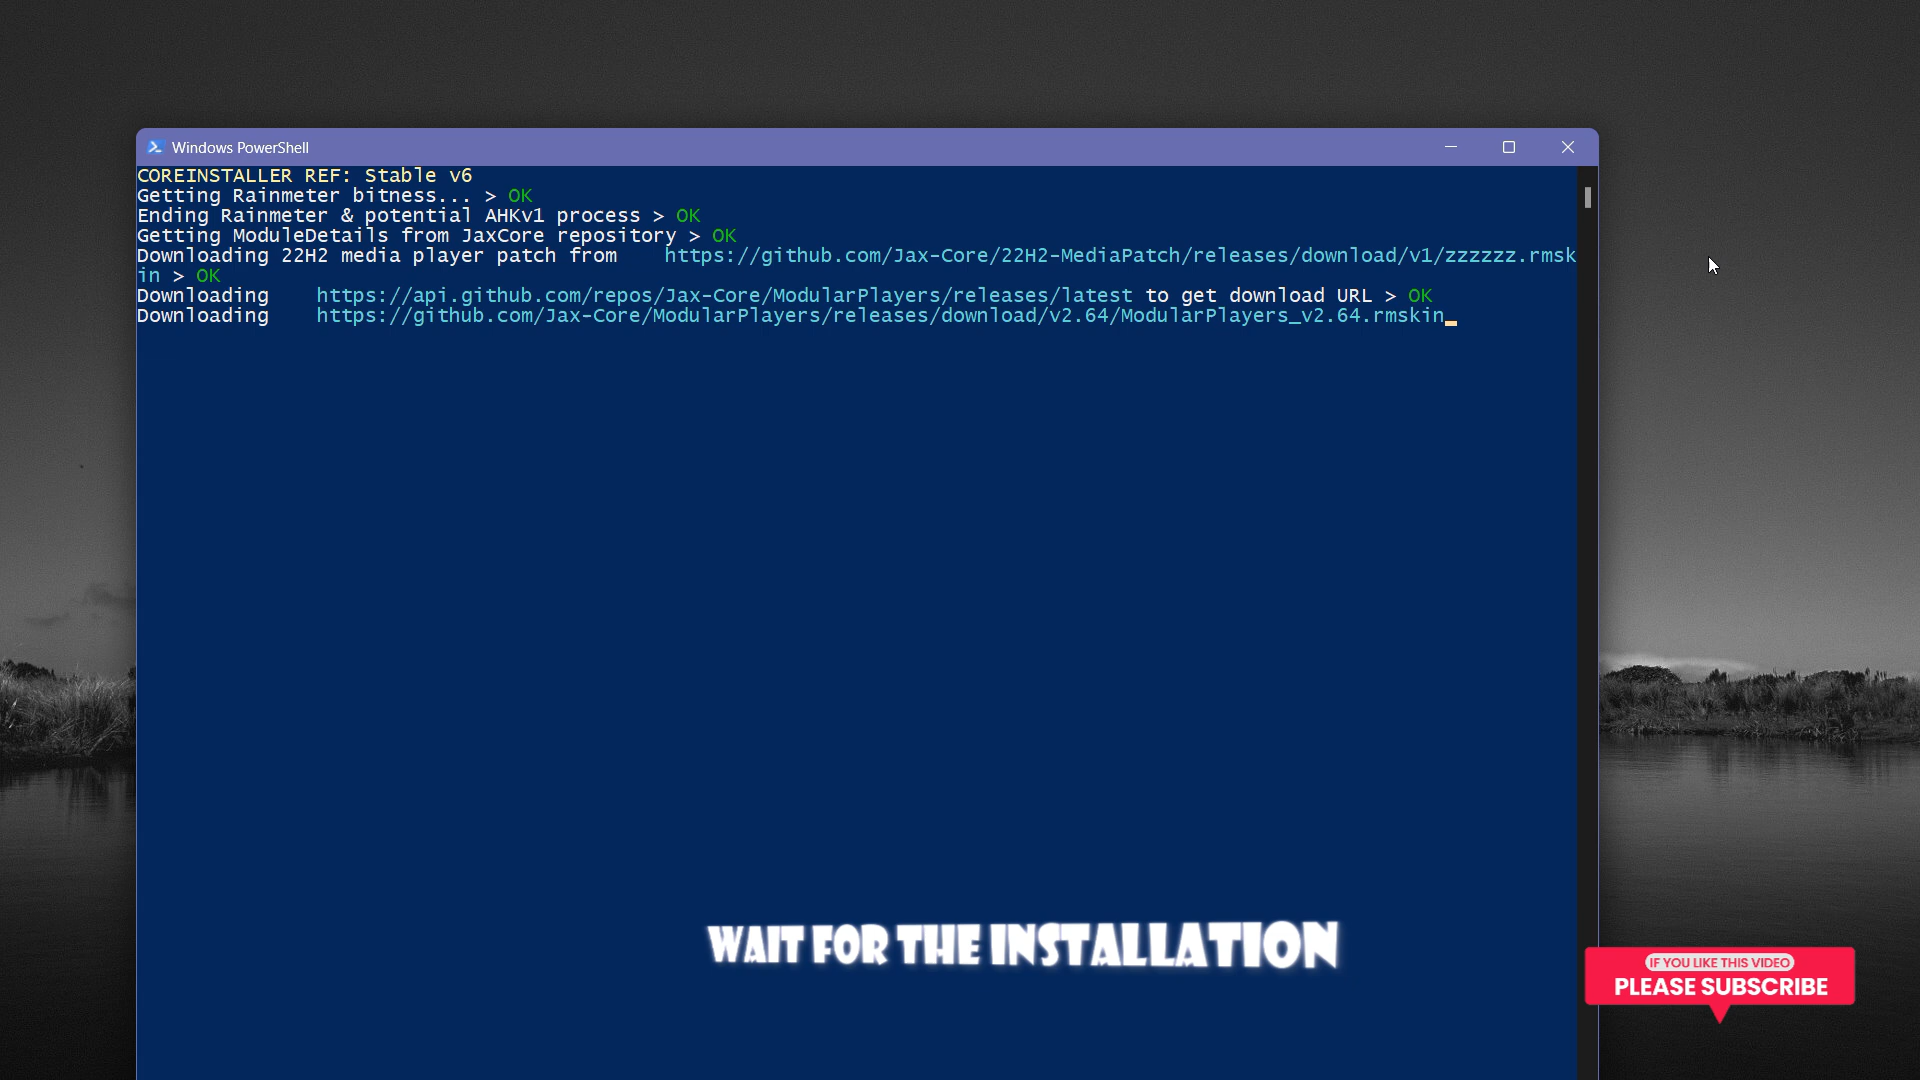 Windows PowerShell
COREINSTALLER REF: Stable v6
Getting Rainmeter bitness... > OK
Ending Rainmeter & potential AHKv1 process > OK
Getting ModuleDetails from JaxCore repository > OK
Downloading 22H2 media player patch from    https://github.com/Jax-Core/22H2-MediaPatch/releases/download/v1/zzzzzz.rmsk
in > OK
Downloading    https://api.github.com/repos/Jax-Core/ModularPlayers/releases/latest to get download URL > OK
Downloading    https://github.com/Jax-Core/ModularPlayers/releases/download/v2.64/ModularPlayers_v2.64.rmskin
WAIT FOR THE INSTALLATION
IF YOU LIKE THIS VIDEO
PLEASE SUBSCRIBE